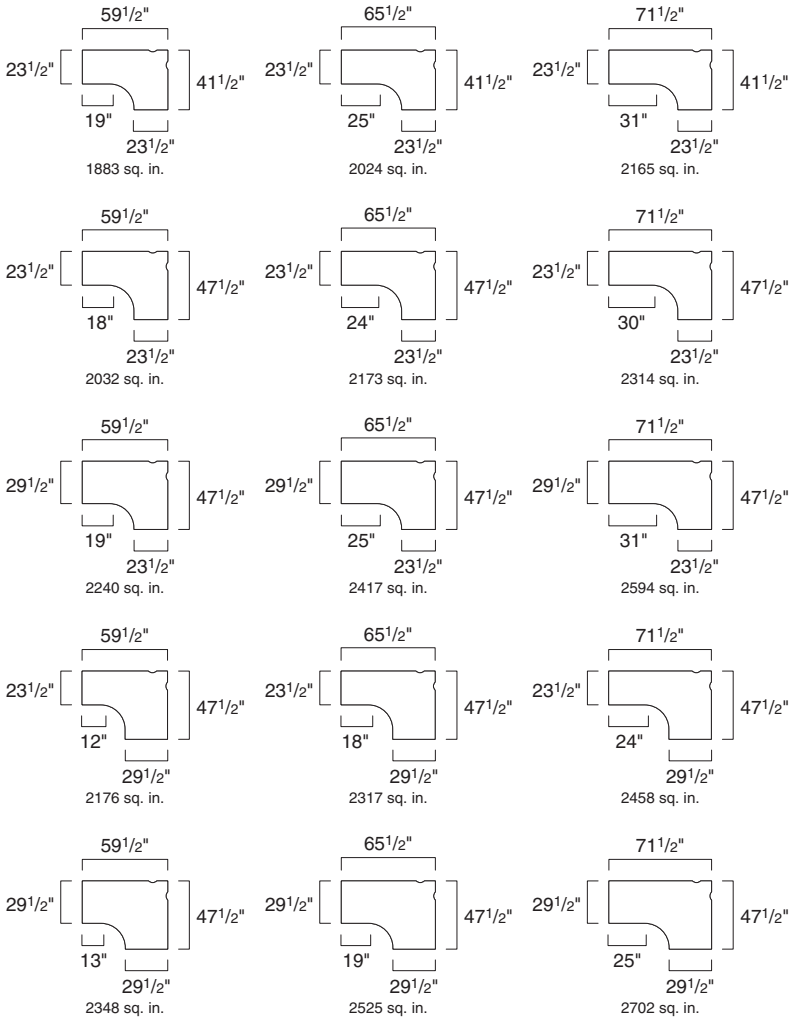 59 1/2" 65 1/2" 71 1/2"
23 1/2" 41 1/2" 23 1/2" 41 1/2" 23 1/2" 41 1/2"
19" 25" 31"
23 1/2" 23 1/2" 23 1/2"
1883 sq. in. 2024 sq. in. 2165 sq. in.
59 1/2" 65 1/2" 71 1/2"
23 1/2" 47 1/2" 23 1/2" 47 1/2" 23 1/2" 47 1/2"
18" 24" 30"
23 1/2" 23 1/2" 23 1/2"
2032 sq. in. 2173 sq. in. 2314 sq. in.
59 1/2" 65 1/2" 71 1/2"
29 1/2" 47 1/2" 29 1/2" 47 1/2" 29 1/2" 47 1/2"
19" 25" 31"
23 1/2" 23 1/2" 23 1/2"
2240 sq. in. 2417 sq. in. 2594 sq. in.
59 1/2" 65 1/2" 71 1/2"
23 1/2" 47 1/2" 23 1/2" 47 1/2" 23 1/2" 47 1/2"
12" 18" 24"
29 1/2" 29 1/2" 29 1/2"
2176 sq. in. 2317 sq. in. 2458 sq. in.
59 1/2" 65 1/2" 71 1/2"
29 1/2" 47 1/2" 29 1/2" 47 1/2" 29 1/2" 47 1/2"
13" 19" 25"
29 1/2" 29 1/2" 29 1/2"
2348 sq. in. 2525 sq. in. 2702 sq. in.